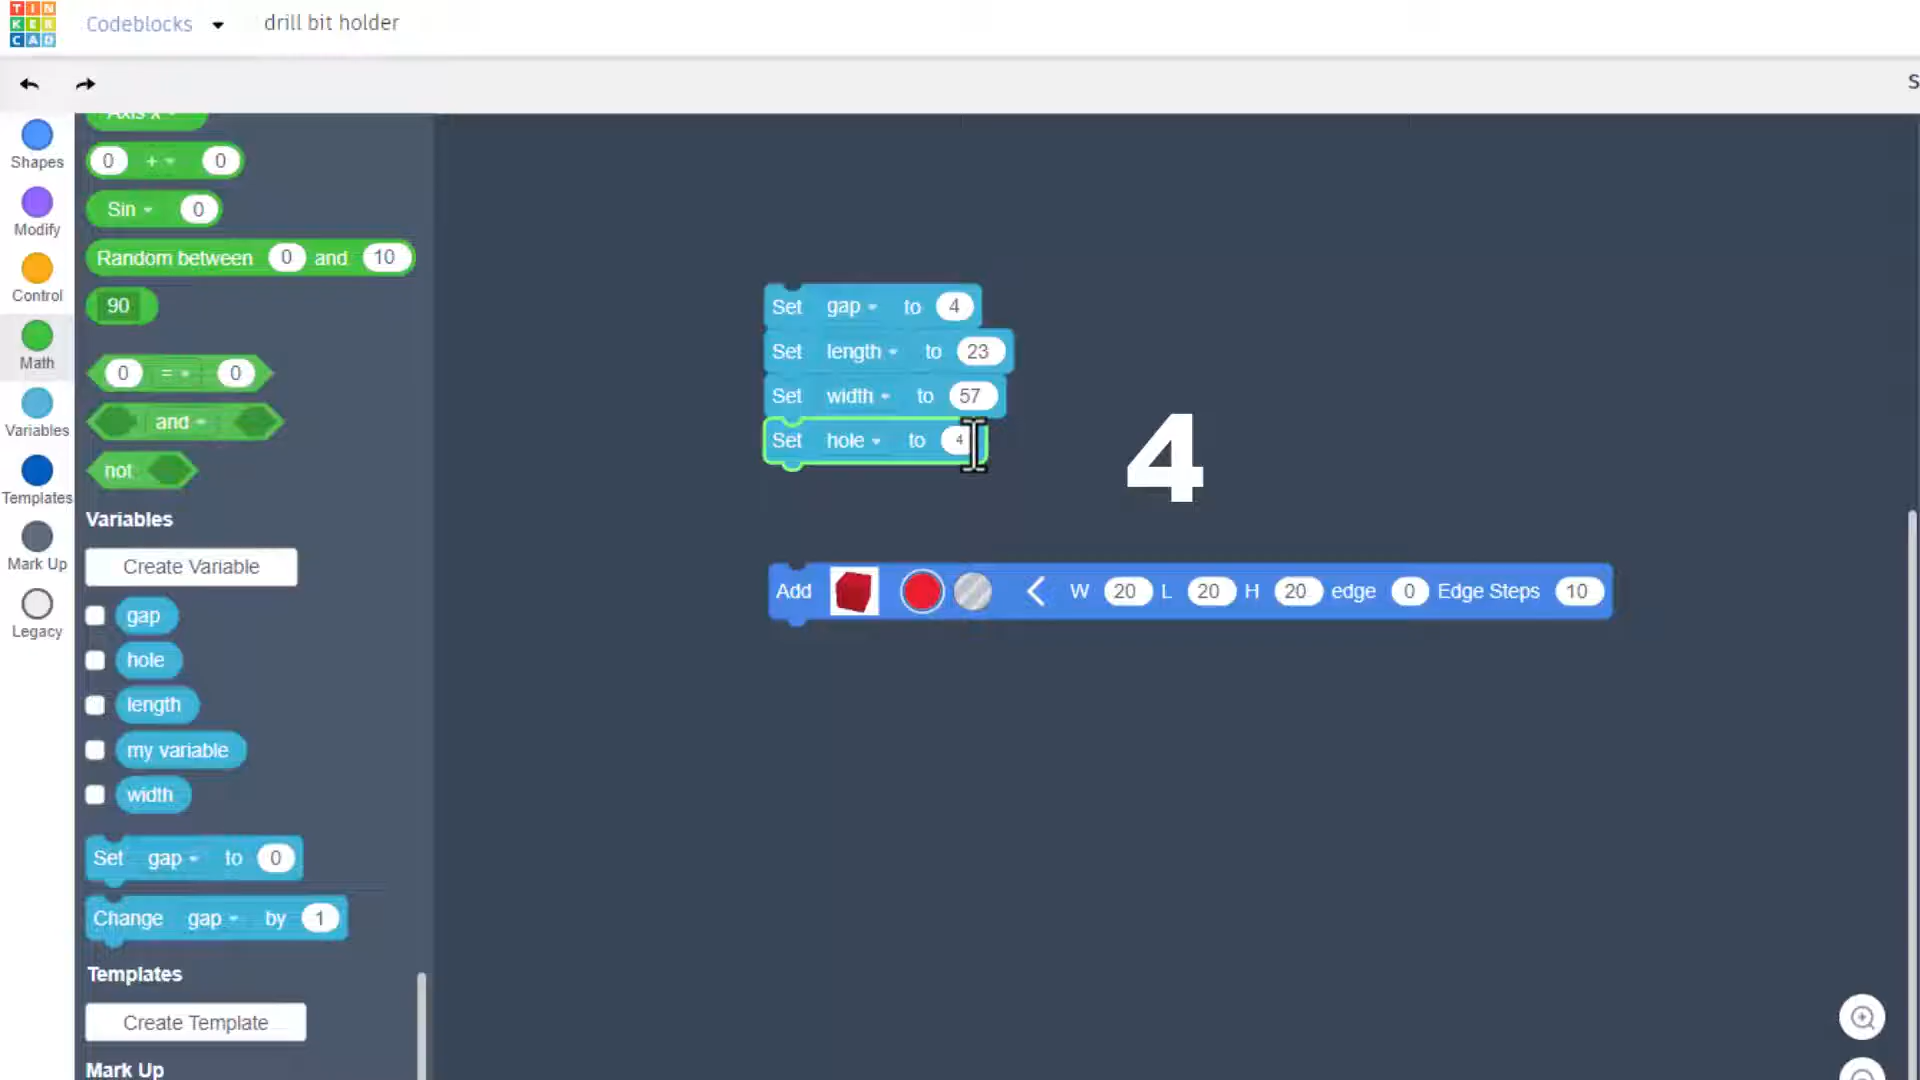 TIN
KER
CAD
Codeblocks
drill bit holder
S
Shapes
Modify
Control
Math
Variables
Templates
Mark Up
Legacy
Axis x
0 + 0
Sin 0
Random between 0 and 10
90
0 = 0
and
not
Variables
Create Variable
gap
hole
length
my variable
width
Set gap to 0
Change gap by 1
Templates
Create Template
Mark Up
Set gap to 4
Set length to 23
Set width to 57
Set hole to 4
4
Add W 20 L 20 H 20 edge 0 Edge Steps 10